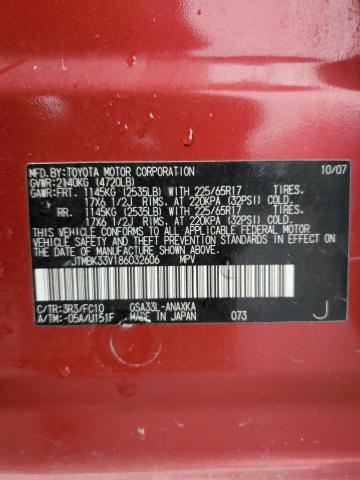 MFD.BY:TOYOTA MOTOR CORPORATION 10/07
GVWR:2140KG (4720LB)
GAWR:FRT. 1145KG (2535LB) WITH 225/65R17 TIRES.
17X6 1/2J RIMS. AT 220KPA (32PSI) COLD
RR. 1145KG (2535LB) WITH 225/65R17 TIRES.
17X6 1/2J RIMS. AT 220KPA (32PSI) COLD
THIS VEHICLE CONFORMS TO ALL APPLICABLE FEDERAL MOTOR
VEHICLE SAFETY AND BUMPER STANDARDS IN EFFECT ON
THE DATE OF MANUFACTURE SHOWN ABOVE.
JTMBK33V186032606 MPV
C/TR:3R3/FC10 GSA33L-ANAXKA
A/TM:-05A/U151F MADE IN JAPAN 073 J